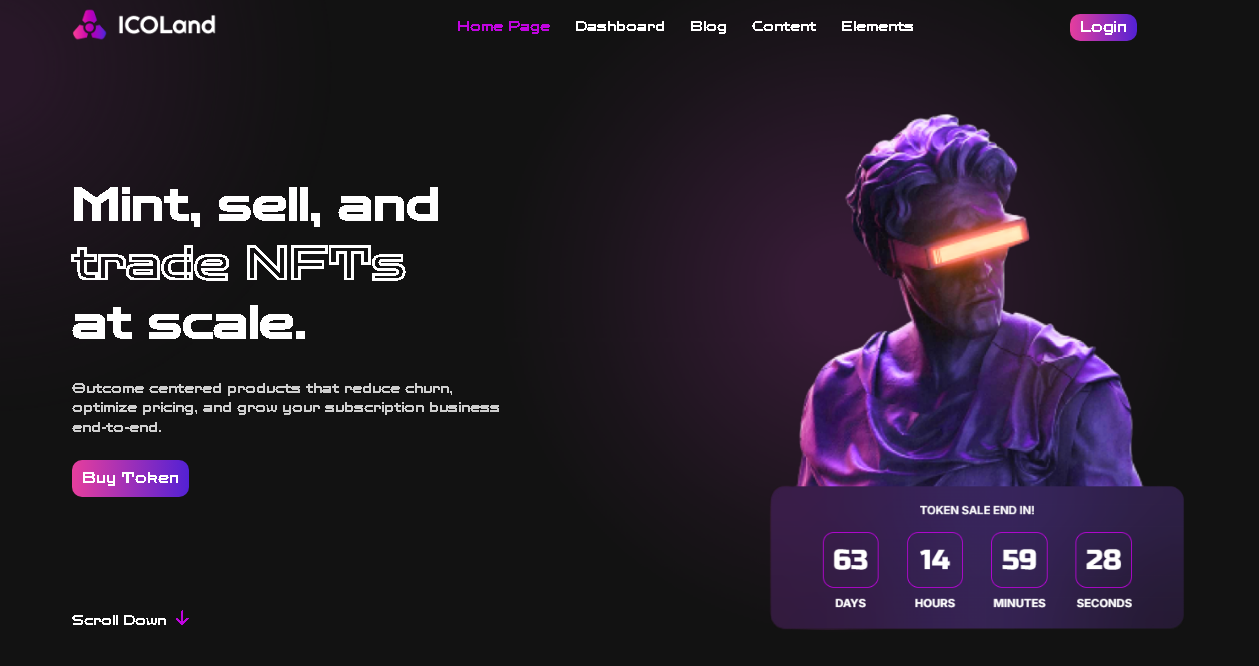 ICOLand
Home Page Dashboard Blog Content Elements
Login
Mint, sell, and
trade NFTs
at scale.
Outcome centered products that reduce churn,
optimize pricing, and grow your subscription business
end-to-end.
Buy Token
TOKEN SALE END IN!
63 14 59 28
DAYS HOURS MINUTES SECONDS
Scroll Down